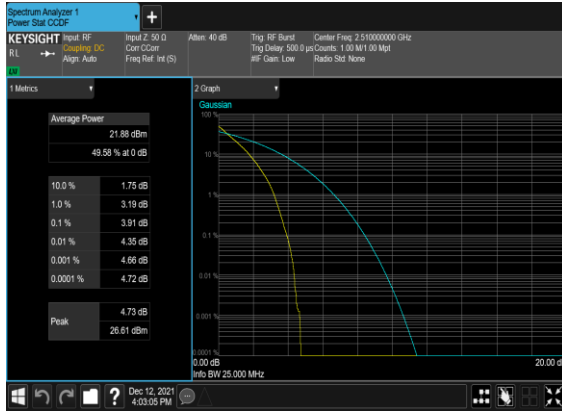 Spectrum Analyzer 1
Power Stat CCDF
+
KEYSIGHT
RL
LU
Input: RF
Coupling: DC
Align: Auto
Input Z: 50 Ω
Corr CCorr
Freq Ref: Int (S)
Atten: 40 dB
Trig: RF Burst
Trig Delay: 500.0 µs
#IF Gain: Low
Center Freq: 2.510000000 GHz
Counts: 1.00 M/1.00 Mpt
Radio Std: None
1 Metrics
Average Power
21.88 dBm
49.58 % at 0 dB
10.0 % 1.75 dB
1.0 % 3.19 dB
0.1 % 3.91 dB
0.01 % 4.35 dB
0.001 % 4.66 dB
0.0001 % 4.72 dB
Peak
4.73 dB
26.61 dBm
2 Graph
Gaussian
100 %
10 %
1 %
0.1 %
0.01 %
0.001 %
0.0001 %
0.00 dB 20.00 d
Info BW 25.000 MHz
?
Dec 12, 2021
4:03:05 PM